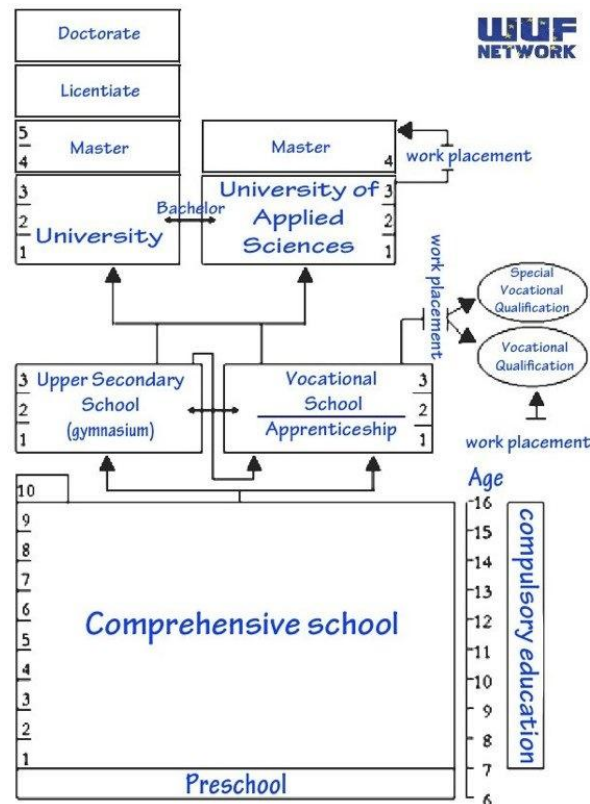 WUF
NETWORK
Doctorate
Licentiate
5
4
Master
Master
4
work placement
3
2
1
University
Bachelor
University of
Applied
Sciences
3
2
1
work placement
Special
Vocational
Qualification
Vocational
Qualification
work placement
3
2
1
Upper Secondary
School
(gymnasium)
Vocational
School
Apprenticeship
3
2
1
Age
10
9
8
7
6
5
4
3
2
1
Comprehensive school
Preschool
16
15
14
13
12
11
10
9
8
7
6
compulsory education